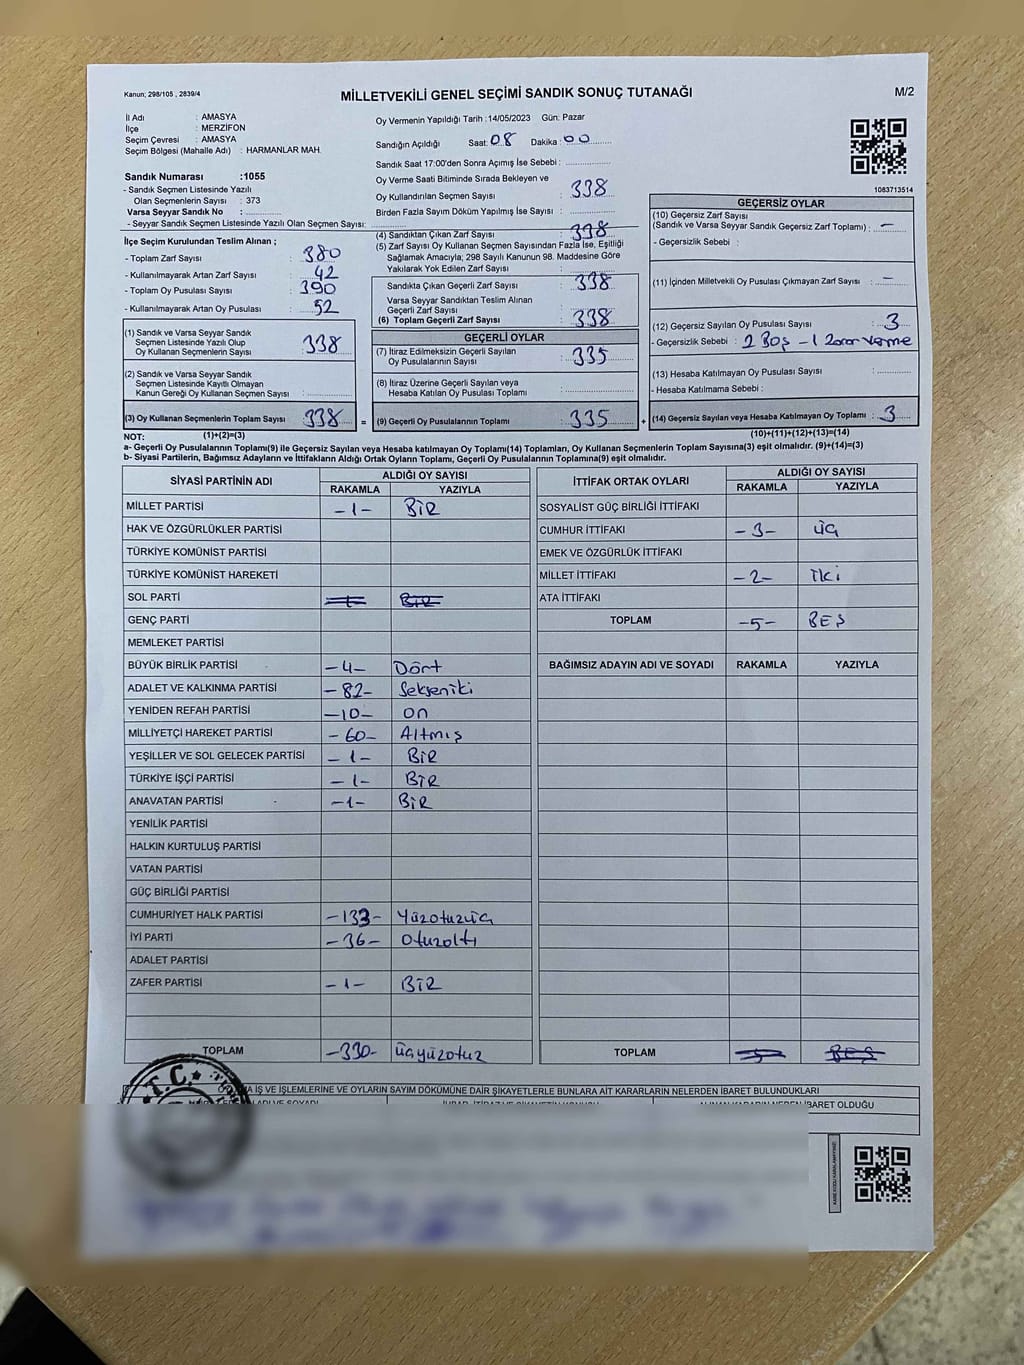 Kanun; 298/105 , 2839/4
MİLLETVEKİLİ GENEL SEÇİMİ SANDIK SONUÇ TUTANAĞI
M/2
İl Adı : AMASYA
İlçe : MERZİFON
Seçim Çevresi : AMASYA
Seçim Bölgesi (Mahalle Adı) : HARMANLAR MAH.
Sandık Numarası :1055
- Sandık Seçmen Listesinde Yazılı
Olan Seçmenlerin Sayısı : 373
Varsa Seyyar Sandık No :
- Seyyar Sandık Seçmen Listesinde Yazılı Olan Seçmen Sayısı:
Oy Vermenin Yapıldığı Tarih :14/05/2023 Gün: Pazar
Sandığın Açıldığı Saat: 08 Dakika : 00
Sandık Saat 17:00'den Sonra Açımış İse Sebebi :
Oy Verme Saati Bitiminde Sırada Bekleyen ve
Oy Kullandırılan Seçmen Sayısı : 338
Birden Fazla Sayım Döküm Yapılmış İse Sayısı :
1083713514
İlçe Seçim Kurulundan Teslim Alınan ;
- Toplam Zarf Sayısı : 380
- Kullanılmayarak Artan Zarf Sayısı : 42
- Toplam Oy Pusulası Sayısı : 390
- Kullanılmayarak Artan Oy Pusulası : 52
(1) Sandık ve Varsa Seyyar Sandık
Seçmen Listesinde Yazılı Olup
Oy Kullanan Seçmenlerin Sayısı : 338
(2) Sandık ve Varsa Seyyar Sandık
Seçmen Listesinde Kayıtlı Olmayan
Kanun Gereği Oy Kullanan Seçmen Sayısı :
(3) Oy Kullanan Seçmenlerin Toplam Sayısı : 338 =
(4) Sandıktan Çıkan Zarf Sayısı : 338
(5) Zarf Sayısı Oy Kullanan Seçmen Sayısından Fazla İse, Eşitliği
Sağlamak Amacıyla; 298 Sayılı Kanunun 98. Maddesine Göre
Yakılarak Yok Edilen Zarf Sayısı :
Sandıkta Çıkan Geçerli Zarf Sayısı : 338
Varsa Seyyar Sandıktan Teslim Alınan
Geçerli Zarf Sayısı :
(6) Toplam Geçerli Zarf Sayısı : 338
GEÇERLİ OYLAR
(7) İtiraz Edilmeksizin Geçerli Sayılan
Oy Pusulalarının Sayısı : 335
(8) İtiraz Üzerine Geçerli Sayılan veya
Hesaba Katılan Oy Pusulası Toplamı :
(9) Geçerli Oy Pusulalarının Toplamı : 335 +
GEÇERSİZ OYLAR
(10) Geçersiz Zarf Sayısı
(Sandık ve Varsa Seyyar Sandık Geçersiz Zarf Toplamı) : -
- Geçersizlik Sebebi :
(11) İçinden Milletvekili Oy Pusulası Çıkmayan Zarf Sayısı : -
(12) Geçersiz Sayılan Oy Pusulası Sayısı : 3
- Geçersizlik Sebebi : 2 Boş - 1
(13) Hesaba Katılmayan Oy Pusulası Sayısı :
- Hesaba Katılmama Sebebi :
(14) Geçersiz Sayılan veya Hesaba Katılmayan Oy Toplamı : 3
NOT: (1)+(2)=(3) (10)+(11)+(12)+(13)=(14)
a- Geçerli Oy Pusulalarının Toplamı(9) ile Geçersiz Sayılan veya Hesaba katılmayan Oy Toplamı(14) Toplamları, Oy Kullanan Seçmenlerin Toplam Sayısına(3) eşit olmalıdır. (9)+(14)=(3)
b- Siyasi Partilerin, Bağımsız Adayların ve İttifakların Aldığı Ortak Oyların Toplamı, Geçerli Oy Pusulalarının Toplamına(9) eşit olmalıdır.
SİYASİ PARTİNİN ADI ALDIĞI OY SAYISI
RAKAMLA YAZIYLA
MİLLET PARTİSİ -1- BİR
HAK VE ÖZGÜRLÜKLER PARTİSİ
TÜRKİYE KOMÜNİST PARTİSİ
TÜRKİYE KOMÜNİST HAREKETİ
SOL PARTİ -1- BİR
GENÇ PARTİ
MEMLEKET PARTİSİ
BÜYÜK BİRLİK PARTİSİ -4- Dört
ADALET VE KALKINMA PARTİSİ -82- Sekseniki
YENİDEN REFAH PARTİSİ -10- on
MİLLİYETÇİ HAREKET PARTİSİ -60- Altmış
YEŞİLLER VE SOL GELECEK PARTİSİ -1- BİR
TÜRKİYE İŞÇİ PARTİSİ -1- BİR
ANAVATAN PARTİSİ -1- BİR
YENİLİK PARTİSİ
HALKIN KURTULUŞ PARTİSİ
VATAN PARTİSİ
GÜÇ BİRLİĞİ PARTİSİ
CUMHURİYET HALK PARTİSİ -133- Yüzotuzüç
İYİ PARTİ -36- Otuzaltı
ADALET PARTİSİ
ZAFER PARTİSİ -1- BİR
TOPLAM -330- üçyüzotuz
İTTİFAK ORTAK OYLARI ALDIĞI OY SAYISI
RAKAMLA YAZIYLA
SOSYALİST GÜÇ BİRLİĞİ İTTİFAKI
CUMHUR İTTİFAKI -3- üç
EMEK VE ÖZGÜRLÜK İTTİFAKI
MİLLET İTTİFAKI -2- İki
ATA İTTİFAKI
TOPLAM -5- BEŞ
BAĞIMSIZ ADAYIN ADI VE SOYADI RAKAMLA YAZIYLA
TOPLAM -5- BEŞ
T.C.
İŞ VE İŞLEMLERİNE VE OYLARIN SAYIM DÖKÜMÜNE DAİR ŞİKAYETLERLE BUNLARA AİT KARARLARIN NELERDEN İBARET BULUNDUKLARI
ADI VE SOYADI
İBARET OLDUĞU